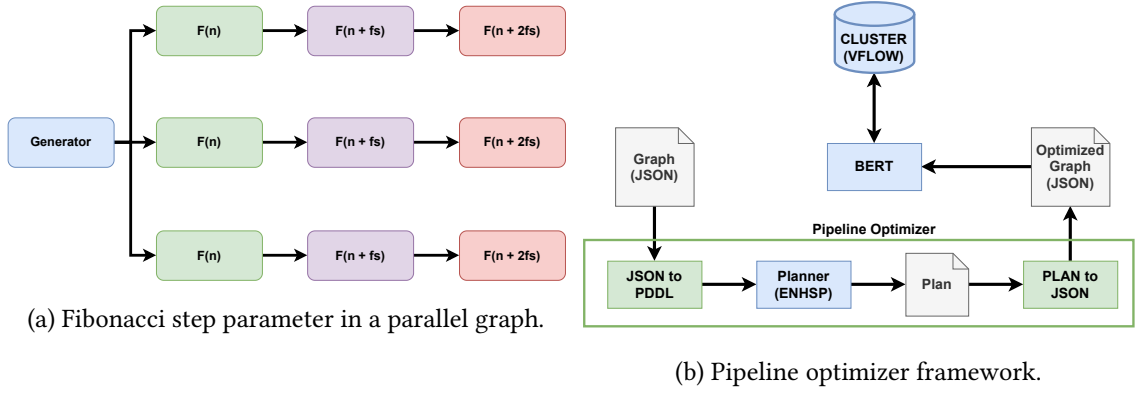 F(n)
F(n + fs)
F(n + 2fs)
Generator
F(n)
F(n + fs)
F(n + 2fs)
F(n)
F(n + fs)
F(n + 2fs)
(a) Fibonacci step parameter in a parallel graph.
CLUSTER
(VFLOW)
Graph
(JSON)
BERT
Optimized
Graph
(JSON)
Pipeline Optimizer
JSON to
PDDL
Planner
(ENHSP)
Plan
PLAN to
JSON
(b) Pipeline optimizer framework.